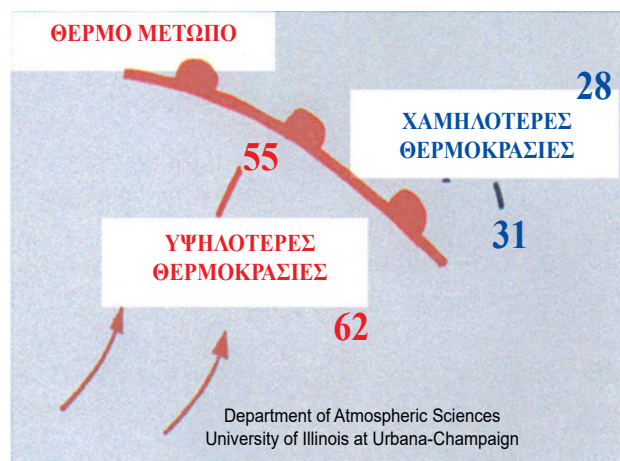 ΘΕΡΜΟ ΜΕΤΩΠΟ
28
ΧΑΜΗΛΟΤΕΡΕΣ
ΘΕΡΜΟΚΡΑΣΙΕΣ
55
31
ΥΨΗΛΟΤΕΡΕΣ
ΘΕΡΜΟΚΡΑΣΙΕΣ
62
Department of Atmospheric Sciences
University of Illinois at Urbana-Champaign